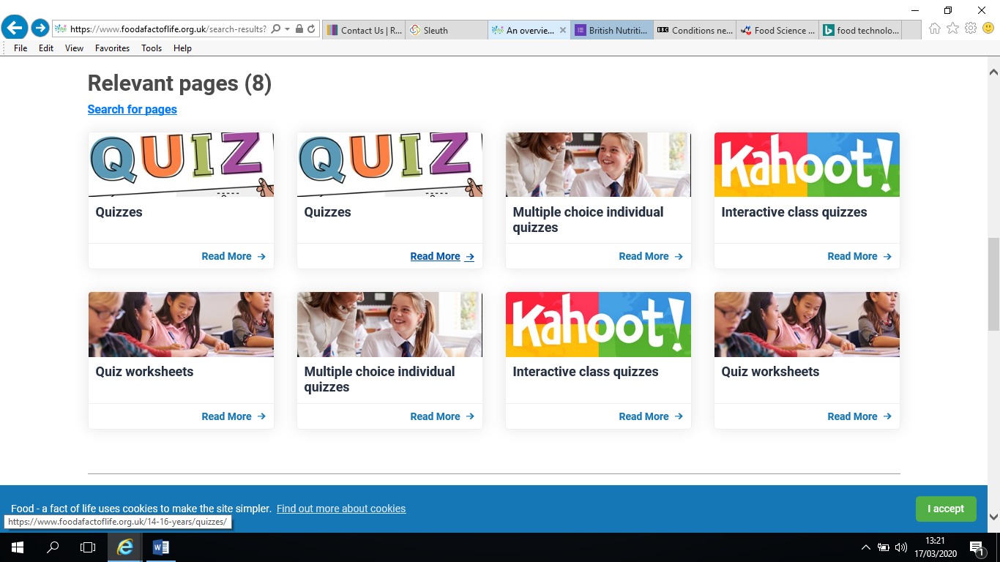 https://www.foodafactoflife.org.uk/search-results?
Contact Us | R...
Sleuth
An overvie...
British Nutriti...
BBC
Conditions ne...
Food Science ...
food technolo...
File Edit View Favorites Tools Help
Relevant pages (8)
Search for pages
QUIZ
QUIZ
Kahoot!
Quizzes
Quizzes
Multiple choice individual
quizzes
Interactive class quizzes
Read More →
Read More →
Read More →
Read More →
Kahoot!
Quiz worksheets
Multiple choice individual
quizzes
Interactive class quizzes
Quiz worksheets
Read More →
Read More →
Read More →
Read More →
Food - a fact of life uses cookies to make the site simpler. Find out more about cookies
I accept
https://www.foodafactoflife.org.uk/14-16-years/quizzes/
13:21
17/03/2020
1